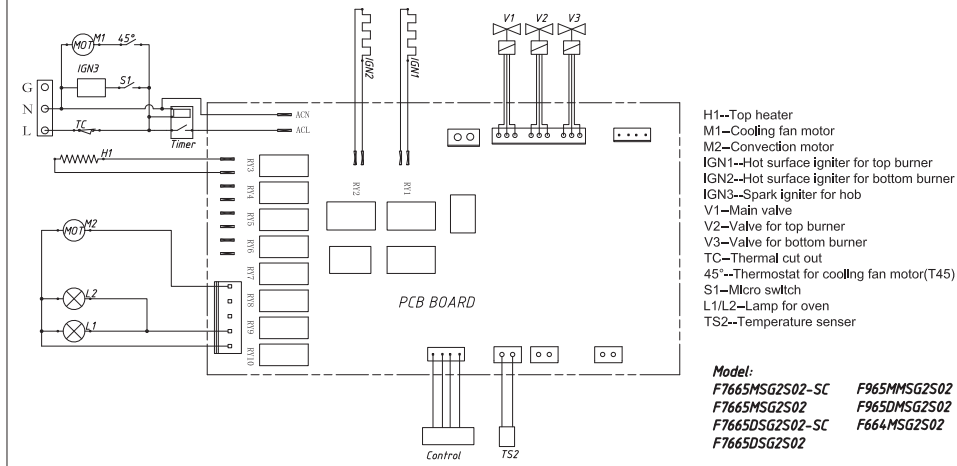 V1 V2 V3
M1 45°
MOT
IGN3
S1
IGN2
IGN1
G
N
L
TC
Timer
ACN
ACL
H1
RY3
RY4
RY5
RY6
RY7
RY8
RY9
RY10
RY2
RY1
M2
MOT
L2
L1
PCB BOARD
Control
TS2
H1--Top heater
M1--Cooling fan motor
M2--Convection motor
IGN1--Hot surface igniter for top burner
IGN2--Hot surface igniter for bottom burner
IGN3--Spark igniter for hob
V1--Main valve
V2--Valve for top burner
V3--Valve for bottom burner
TC--Thermal cut out
45°--Thermostat for cooling fan motor(T45)
S1--Micro switch
L1/L2--Lamp for oven
TS2--Temperature senser
Model:
F7665MSG2S02-SC F965MMSG2S02
F7665MSG2S02 F965DMSG2S02
F7665DSG2S02-SC F664MSG2S02
F7665DSG2S02